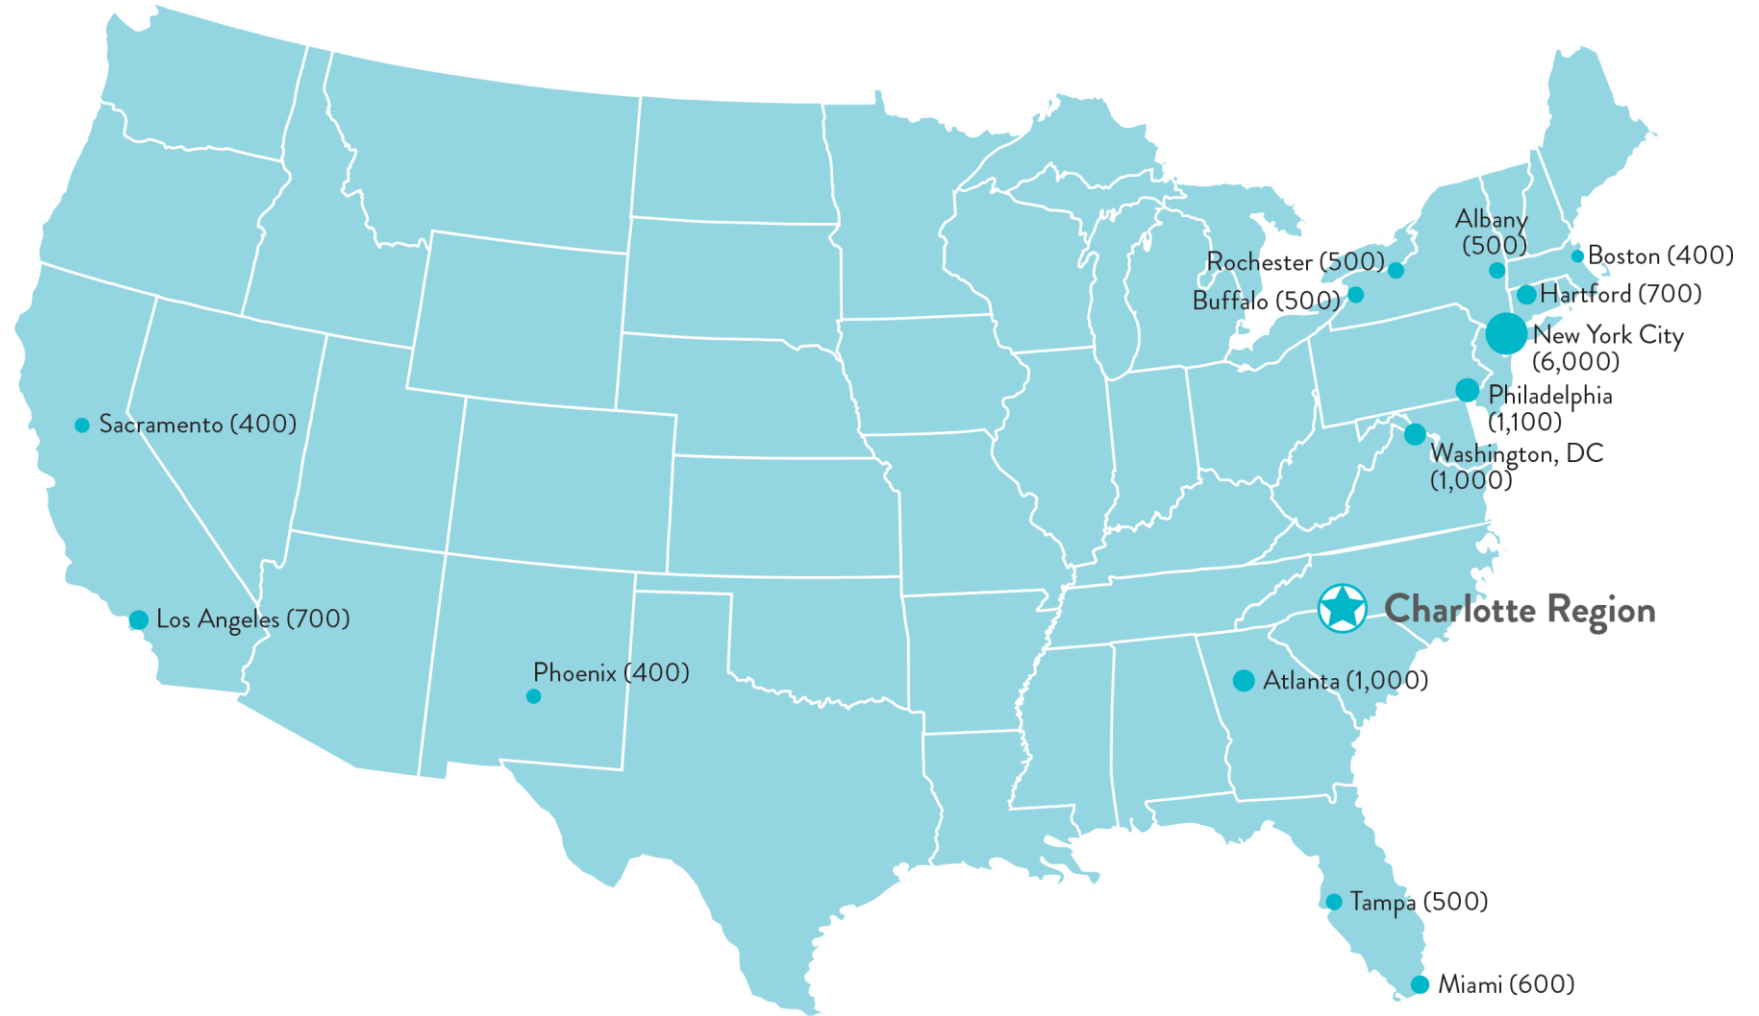 Albany
(500)
Boston (400)
Rochester (500)
Hartford (700)
Buffalo (500)
New York City
(6,000)
Philadelphia
(1,100)
Sacramento (400)
Washington, DC
(1,000)
Charlotte Region
Los Angeles (700)
Phoenix (400)
Atlanta (1,000)
Tampa (500)
Miami (600)